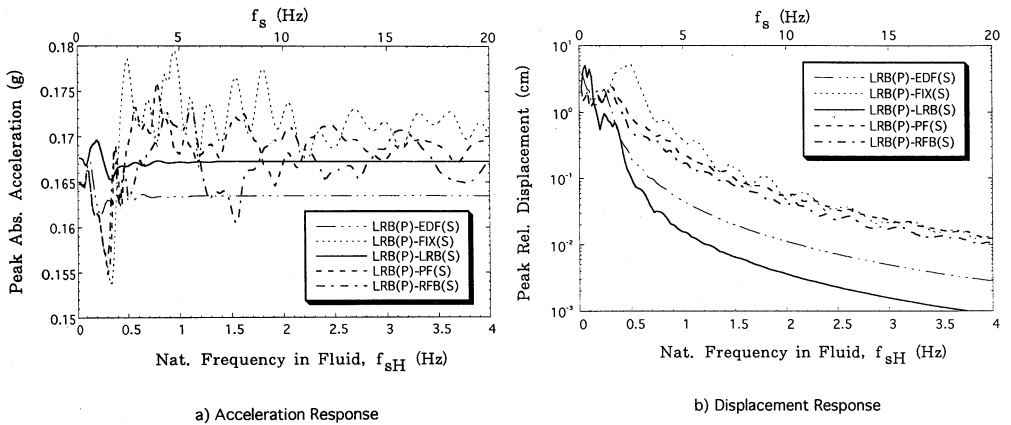 f_s (Hz)
0 5 10 15 20
0.18
0.175
0.17
0.165
0.16
0.155
0.15
Peak Abs. Acceleration (g)
LRB(P)-EDF(S)
LRB(P)-FIX(S)
LRB(P)-LRB(S)
LRB(P)-PF(S)
LRB(P)-RFB(S)
0 0.5 1 1.5 2 2.5 3 3.5 4
Nat. Frequency in Fluid, f_sH (Hz)
a) Acceleration Response
f_s (Hz)
0 5 10 15 20
10^1
10^0
10^-1
10^-2
10^-3
Peak Rel. Displacement (cm)
LRB(P)-EDF(S)
LRB(P)-FIX(S)
LRB(P)-LRB(S)
LRB(P)-PF(S)
LRB(P)-RFB(S)
0 0.5 1 1.5 2 2.5 3 3.5 4
Nat. Frequency in Fluid, f_sH (Hz)
b) Displacement Response